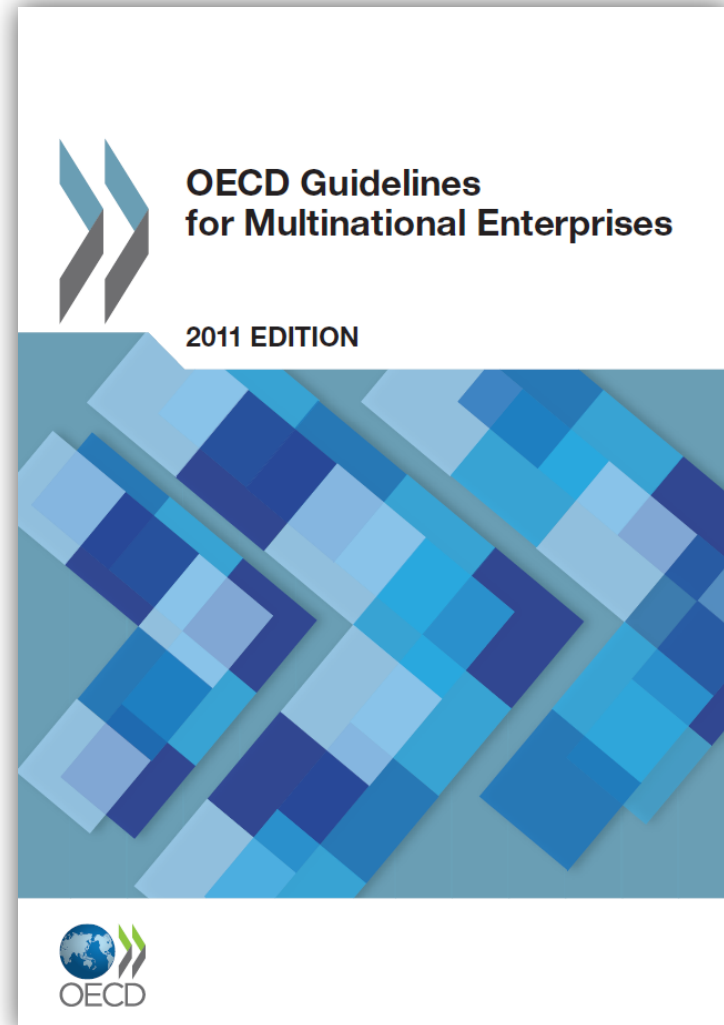 OECD Guidelines
for Multinational Enterprises
2011 EDITION
OECD